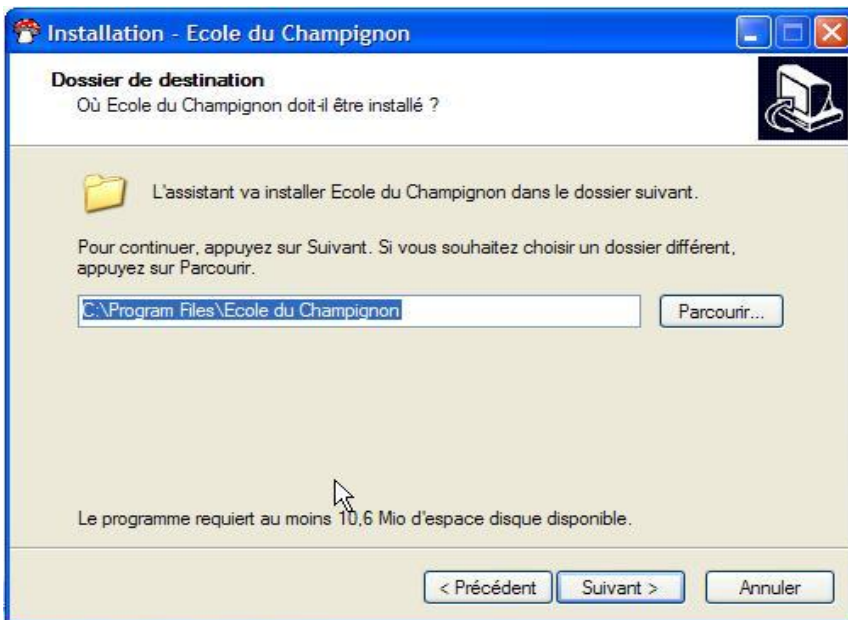 Installation - Ecole du Champignon
Dossier de destination
Où Ecole du Champignon doit-il être installé ?
L'assistant va installer Ecole du Champignon dans le dossier suivant.
Pour continuer, appuyez sur Suivant. Si vous souhaitez choisir un dossier différent,
appuyez sur Parcourir.
C:\Program Files\Ecole du Champignon
Parcourir...
Le programme requiert au moins 10,6 Mio d'espace disque disponible.
< Précédent
Suivant >
Annuler